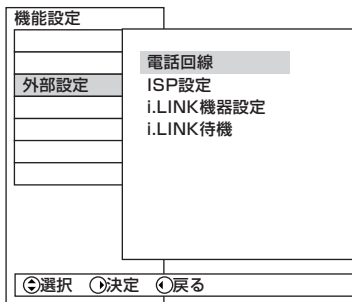 機能設定
外部設定
電話回線
ISP設定
i.LINK機器設定
i.LINK待機
選択 決定 戻る